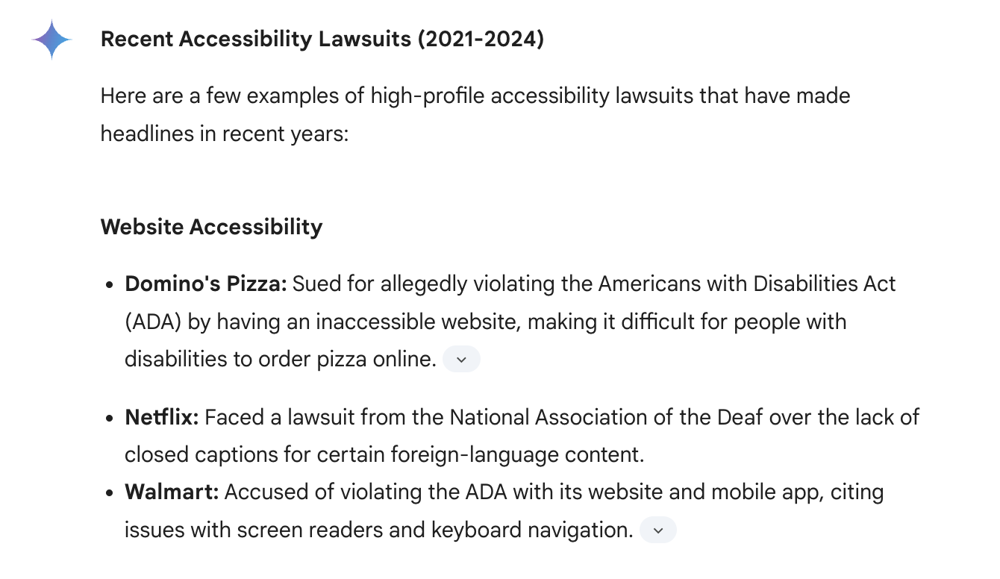 Recent Accessibility Lawsuits (2021-2024)
Here are a few examples of high-profile accessibility lawsuits that have made
headlines in recent years:
Website Accessibility
• Domino's Pizza: Sued for allegedly violating the Americans with Disabilities Act
(ADA) by having an inaccessible website, making it difficult for people with
disabilities to order pizza online.
• Netflix: Faced a lawsuit from the National Association of the Deaf over the lack of
closed captions for certain foreign-language content.
• Walmart: Accused of violating the ADA with its website and mobile app, citing
issues with screen readers and keyboard navigation.